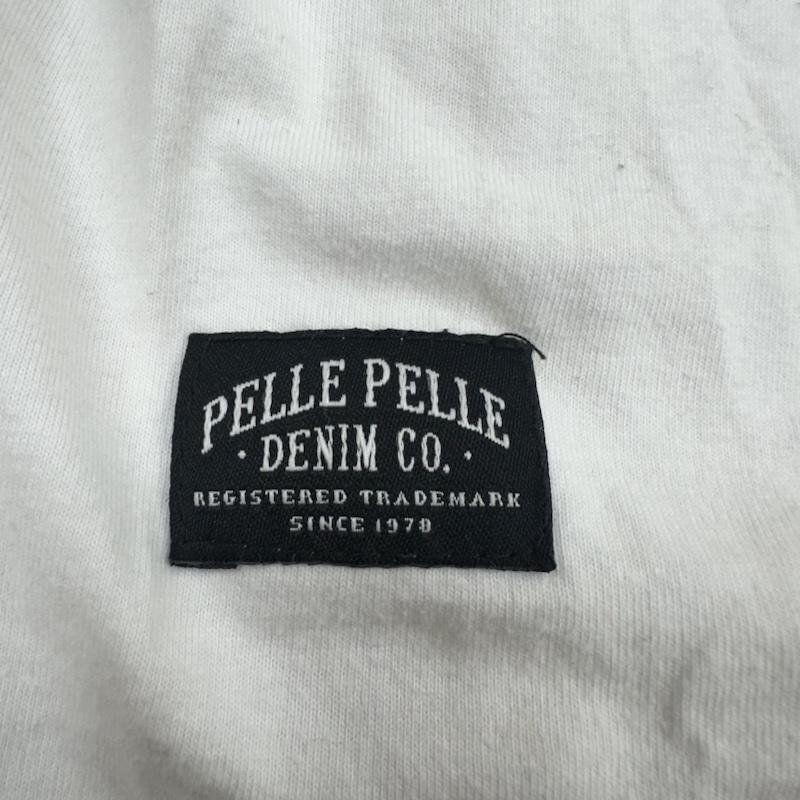 PELLE PELLE
· DENIM CO. ·
REGISTERED TRADEMARK
SINCE 1978